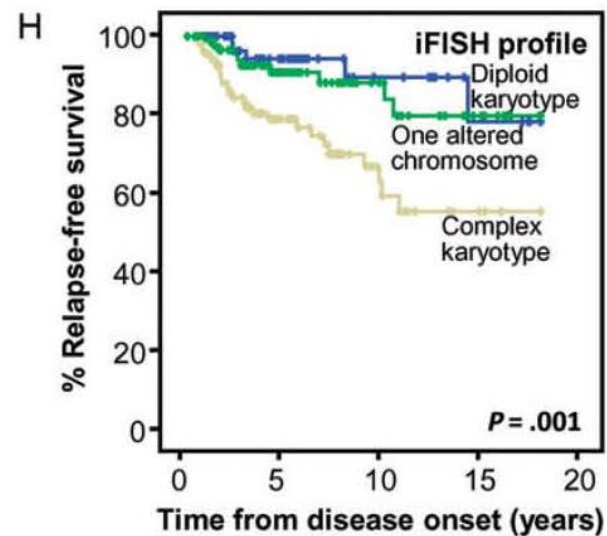 H
% Relapse-free survival
100
80
60
40
20
0
iFISH profile
Diploid
karyotype
One altered
chromosome
Complex
karyotype
P = .001
0 5 10 15 20
Time from disease onset (years)